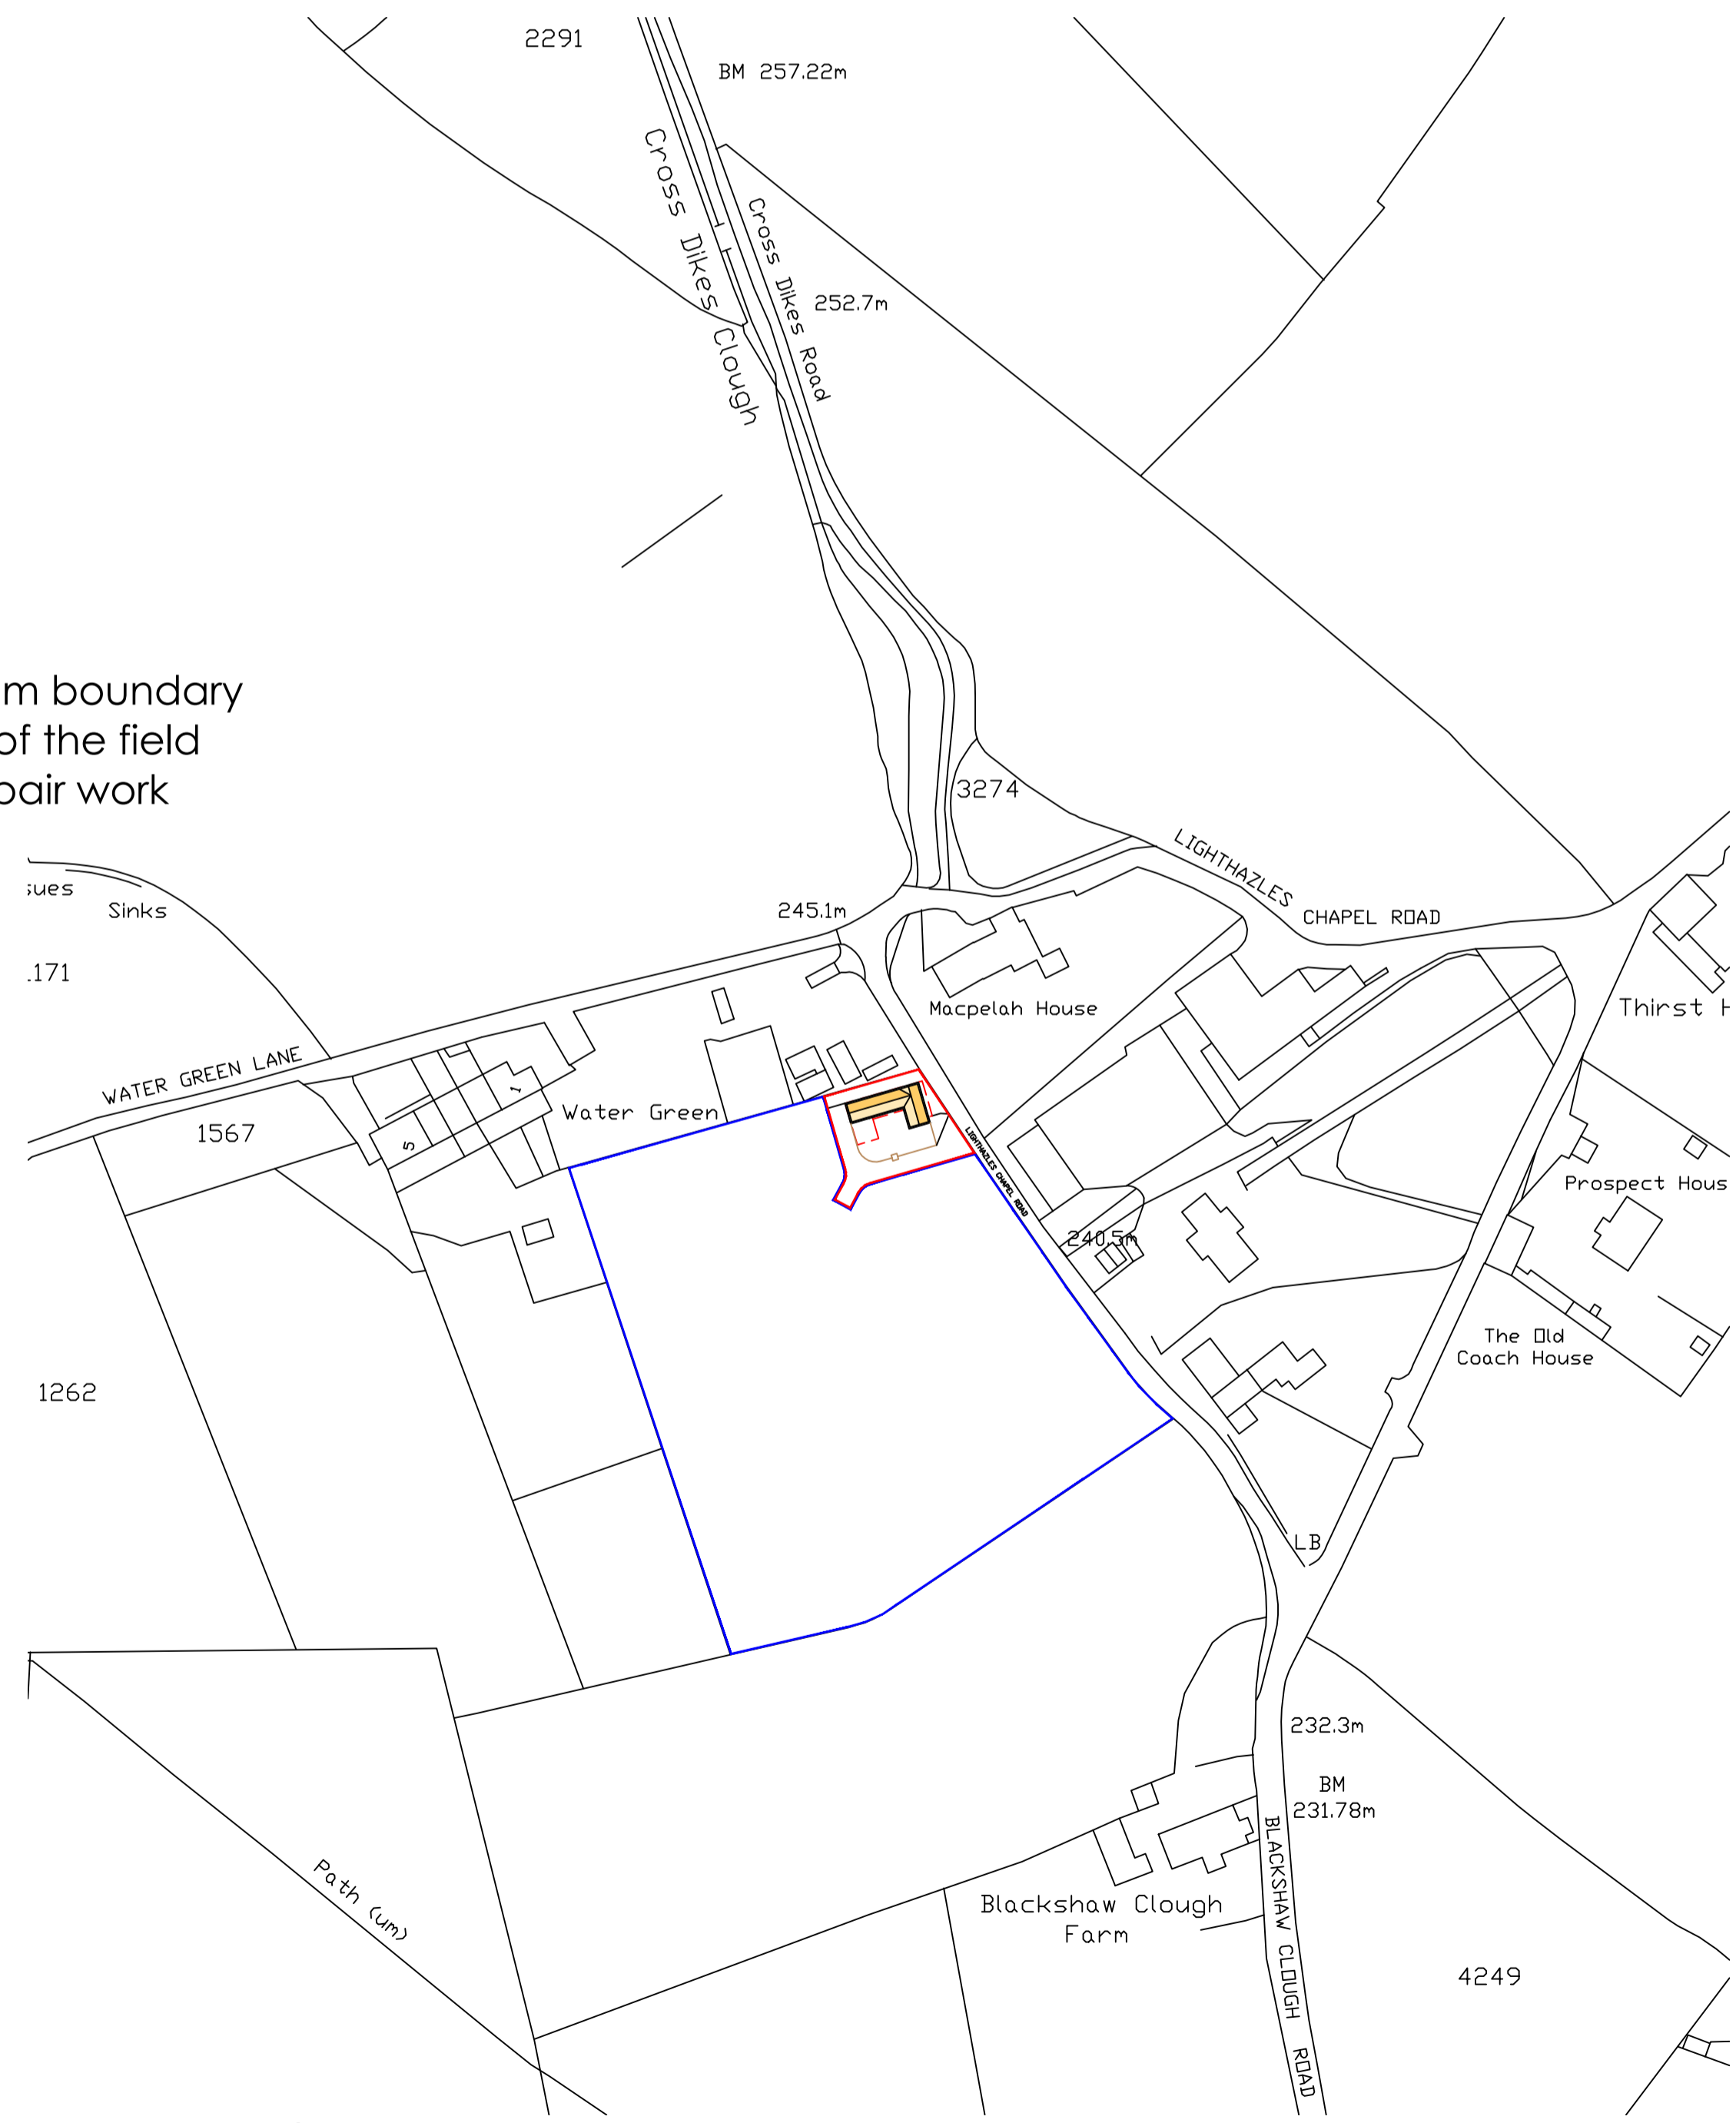 2291
BM 257.22m
Cross Dikes Clough
Cross Dikes Road
252.7m
m boundary
of the field
pair work
3274
LIGHTHAZLES
CHAPEL ROAD
sues
Sinks
245.1m
.171
Macpelah House
Thirst H
WATER GREEN LANE
1
Water Green
1567
5
LIGHTHAZLES CHAPEL ROAD
Prospect Hous
240.5m
The Old
Coach House
1262
LB
232.3m
BM
231.78m
BLACKSHAW CLOUGH ROAD
Path (um)
Blackshaw Clough
Farm
4249